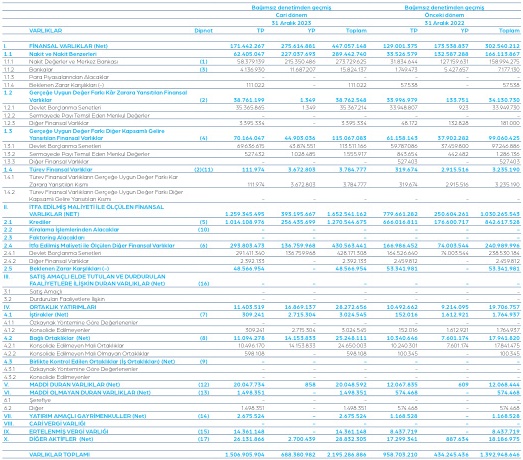 Bağımsız denetimden geçmiş Bağımsız denetimden geçmiş
Cari dönem Önceki dönem
31 Aralık 2023 31 Aralık 2022
VARLIKLAR Dipnot TP YP Toplam TP YP Toplam
I. FİNANSAL VARLIKLAR (Net) 171.442.267 275.614.881 447.057.148 129.001.375 173.538.837 302.540.212
1.1 Nakit ve Nakit Benzerleri 62.405.047 227.037.693 289.442.740 33.526.579 132.587.288 166.113.867
1.1.1 Nakit Değerler ve Merkez Bankası (1) 58.379.139 215.350.486 273.729.625 31.834.644 127.159.631 158.994.275
1.1.2 Bankalar (3) 4.136.930 11.687.207 15.824.137 1.749.473 5.427.657 7.177.130
1.1.3 Para Piyasalarından Alacaklar - - - - - -
1.1.4 Beklenen Zarar Karşılıkları (-) 111.022 - 111.022 57.538 - 57.538
1.2 Gerçeğe Uygun Değer Farkı Kâr Zarara Yansıtılan Finansal
Varlıklar (2) 38.761.199 1.349 38.762.548 33.996.979 133.751 34.130.730
1.2.1 Devlet Borçlanma Senetleri 35.365.865 1.349 35.367.214 33.948.807 923 33.949.730
1.2.2 Sermayede Payı Temsil Eden Menkul Değerler - - - - - -
1.2.3 Diğer Finansal Varlıklar 3.395.334 - 3.395.334 48.172 132.828 181.000
1.3 Gerçeğe Uygun Değer Farkı Diğer Kapsamlı Gelire
Yansıtılan Finansal Varlıklar (4) 70.164.047 44.903.036 115.067.083 61.158.143 37.902.282 99.060.425
1.3.1 Devlet Borçlanma Senetleri 69.636.615 43.874.551 113.511.166 59.787.086 37.459.800 97.246.886
1.3.2 Sermayede Payı Temsil Eden Menkul Değerler 527.432 1.028.485 1.555.917 843.654 442.482 1.286.136
1.3.3 Diğer Finansal Varlıklar - - - 527.403 - 527.403
1.4 Türev Finansal Varlıklar (2)(11) 111.974 3.672.803 3.784.777 319.674 2.915.516 3.235.190
1.4.1 Türev Finansal Varlıkların Gerçeğe Uygun Değer Farkı Kar
Zarara Yansıtılan Kısmı 111.974 3.672.803 3.784.777 319.674 2.915.516 3.235.190
1.4.2 Türev Finansal Varlıkların Gerçeğe Uygun Değer Farkı Diğer
Kapsamlı Gelire Yansıtılan Kısmı - - - - - -
II. İTFA EDİLMİŞ MALİYETİ İLE ÖLÇÜLEN FİNANSAL
VARLIKLAR (NET) 1.259.345.495 393.195.667 1.652.541.162 779.661.282 250.604.261 1.030.265.543
2.1 Krediler (5) 1.014.108.976 256.435.699 1.270.544.675 666.016.811 176.600.717 842.617.528
2.2 Kiralama İşlemlerinden Alacaklar (10) - - - - - -
2.3 Faktoring Alacakları - - - - - -
2.4 İtfa Edilmiş Maliyeti ile Ölçülen Diğer Finansal Varlıklar (6) 293.803.473 136.759.968 430.563.441 166.986.452 74.003.544 240.989.996
2.4.1 Devlet Borçlanma Senetleri 291.411.340 136.759.968 428.171.308 164.526.640 74.003.544 238.530.184
2.4.2 Diğer Finansal Varlıklar 2.392.133 - 2.392.133 2.459.812 - 2.459.812
2.5 Beklenen Zarar Karşılıkları (-) 48.566.954 - 48.566.954 53.341.981 - 53.341.981
III. SATIŞ AMAÇLI ELDE TUTULAN VE DURDURULAN
FAALİYETLERE İLİŞKİN DURAN VARLIKLAR (Net) (16) - - - - - -
3.1 Satış Amaçlı - - - - - -
3.2 Durdurulan Faaliyetlere İlişkin - - - - - -
IV. ORTAKLIK YATIRIMLARI 11.403.519 16.869.137 28.272.656 10.492.662 9.214.095 19.706.757
4.1 İştirakler (Net) (7) 309.241 2.715.304 3.024.545 152.016 1.612.921 1.764.937
4.1.1 Özkaynak Yöntemine Göre Değerlenenler - - - - - -
4.1.2 Konsolide Edilmeyenler 309.241 2.715.304 3.024.545 152.016 1.612.921 1.764.937
4.2 Bağlı Ortaklıklar (Net) (8) 11.094.278 14.153.833 25.248.111 10.340.646 7.601.174 17.941.820
4.2.1 Konsolide Edilmeyen Mali Ortaklıklar 10.496.170 14.153.833 24.650.003 10.240.301 7.601.174 17.841.475
4.2.2 Konsolide Edilmeyen Mali Olmayan Ortaklıklar 598.108 - 598.108 100.345 - 100.345
4.3 Birlikte Kontrol Edilen Ortaklıklar (İş Ortaklıkları) (Net) (9) - - - - - -
4.3.1 Özkaynak Yöntemine Göre Değerlenenler - - - - - -
4.3.2 Konsolide Edilmeyenler - - - - - -
V. MADDİ DURAN VARLIKLAR (Net) (12) 20.047.734 858 20.048.592 12.067.835 609 12.068.444
VI. MADDİ OLMAYAN DURAN VARLIKLAR (Net) (13) 1.498.351 - 1.498.351 574.468 - 574.468
6.1 Şerefiye - - - - - -
6.2 Diğer 1.498.351 - 1.498.351 574.468 - 574.468
VII. YATIRIM AMAÇLI GAYRİMENKULLER (Net) (14) 2.675.524 - 2.675.524 1.168.528 - 1.168.528
VIII. CARİ VERGİ VARLIĞI - - - - - -
IX. ERTELENMİŞ VERGİ VARLIĞI (15) 14.361.148 - 14.361.148 8.437.719 - 8.437.719
X. DİĞER AKTİFLER (Net) (17) 26.131.866 2.700.439 28.832.305 17.299.341 887.634 18.186.975
VARLIKLAR TOPLAMI 1.506.905.904 688.380.982 2.195.286.886 958.703.210 434.245.436 1.392.948.646